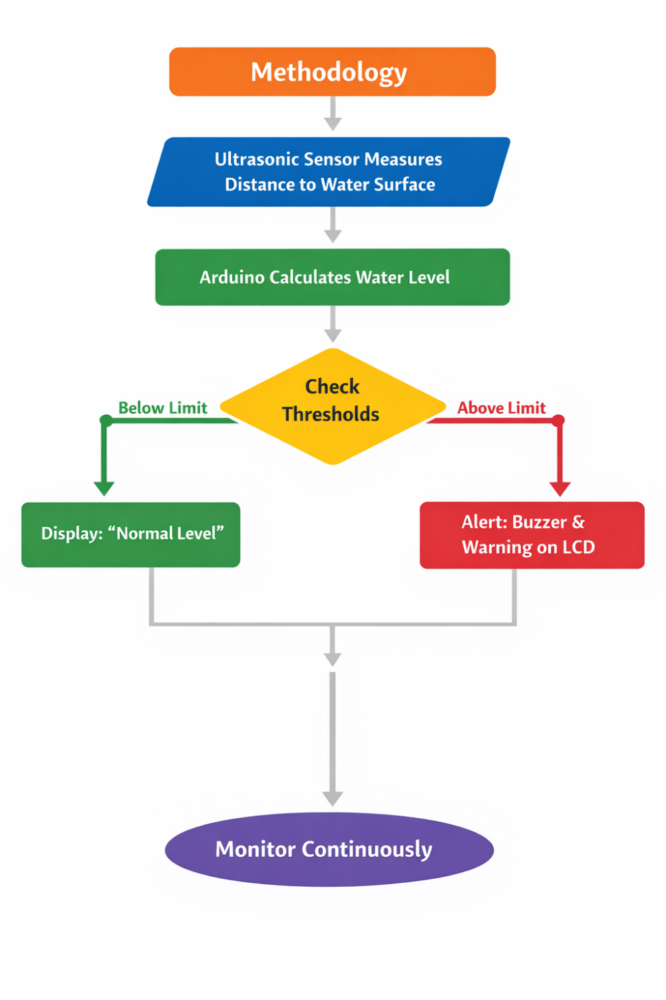 Methodology
Ultrasonic Sensor Measures
Distance to Water Surface
Arduino Calculates Water Level
Check
Thresholds
Below Limit
Above Limit
Display: “Normal Level”
Alert: Buzzer &
Warning on LCD
Monitor Continuously